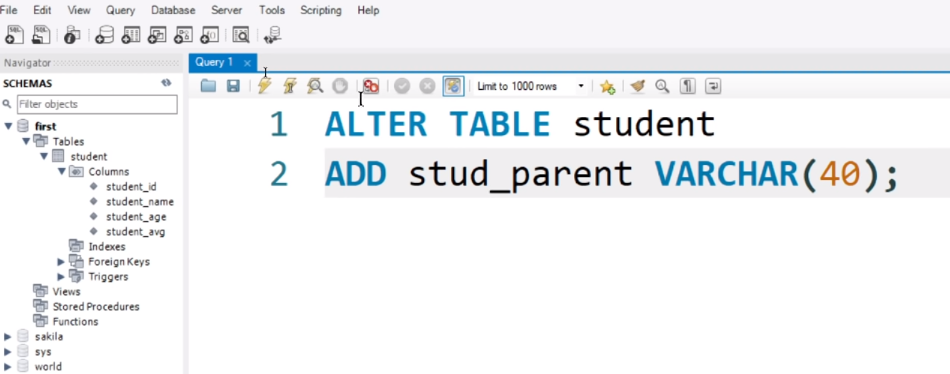 File Edit View Query Database Server Tools Scripting Help
Navigator
Query 1
SCHEMAS
Limit to 1000 rows
Filter objects
first
Tables
student
Columns
student_id
student_name
student_age
student_avg
Indexes
Foreign Keys
Triggers
Views
Stored Procedures
Functions
sakila
sys
world
1 ALTER TABLE student
2 ADD stud_parent VARCHAR(40);